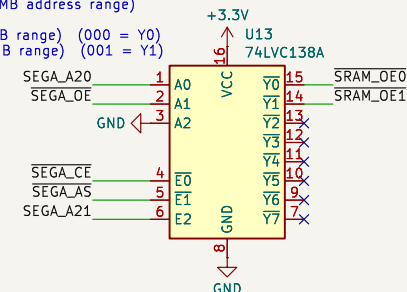 MB address range)
+3.3V
B range) (000 = Y0)
B range) (001 = Y1)
U13
74LVC138A
16
VCC
SEGA_A20 1 A0 Y0 15 SRAM_OE0
SEGA_OE 2 A1 Y1 14 SRAM_OE1
GND 3 A2 Y2 13
Y3 12
Y4 11
SEGA_CE 4 E0 Y5 10
SEGA_AS 5 E1 Y6 9
SEGA_A21 6 E2 Y7 7
GND
8
GND